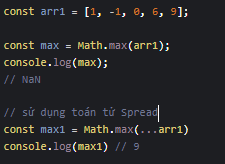 const arr1 = [1, -1, 0, 6, 9];
const max = Math.max(arr1);
console.log(max);
// NaN
// sử dụng toán tử Spread
const max1 = Math.max(...arr1)
console.log(max1) // 9